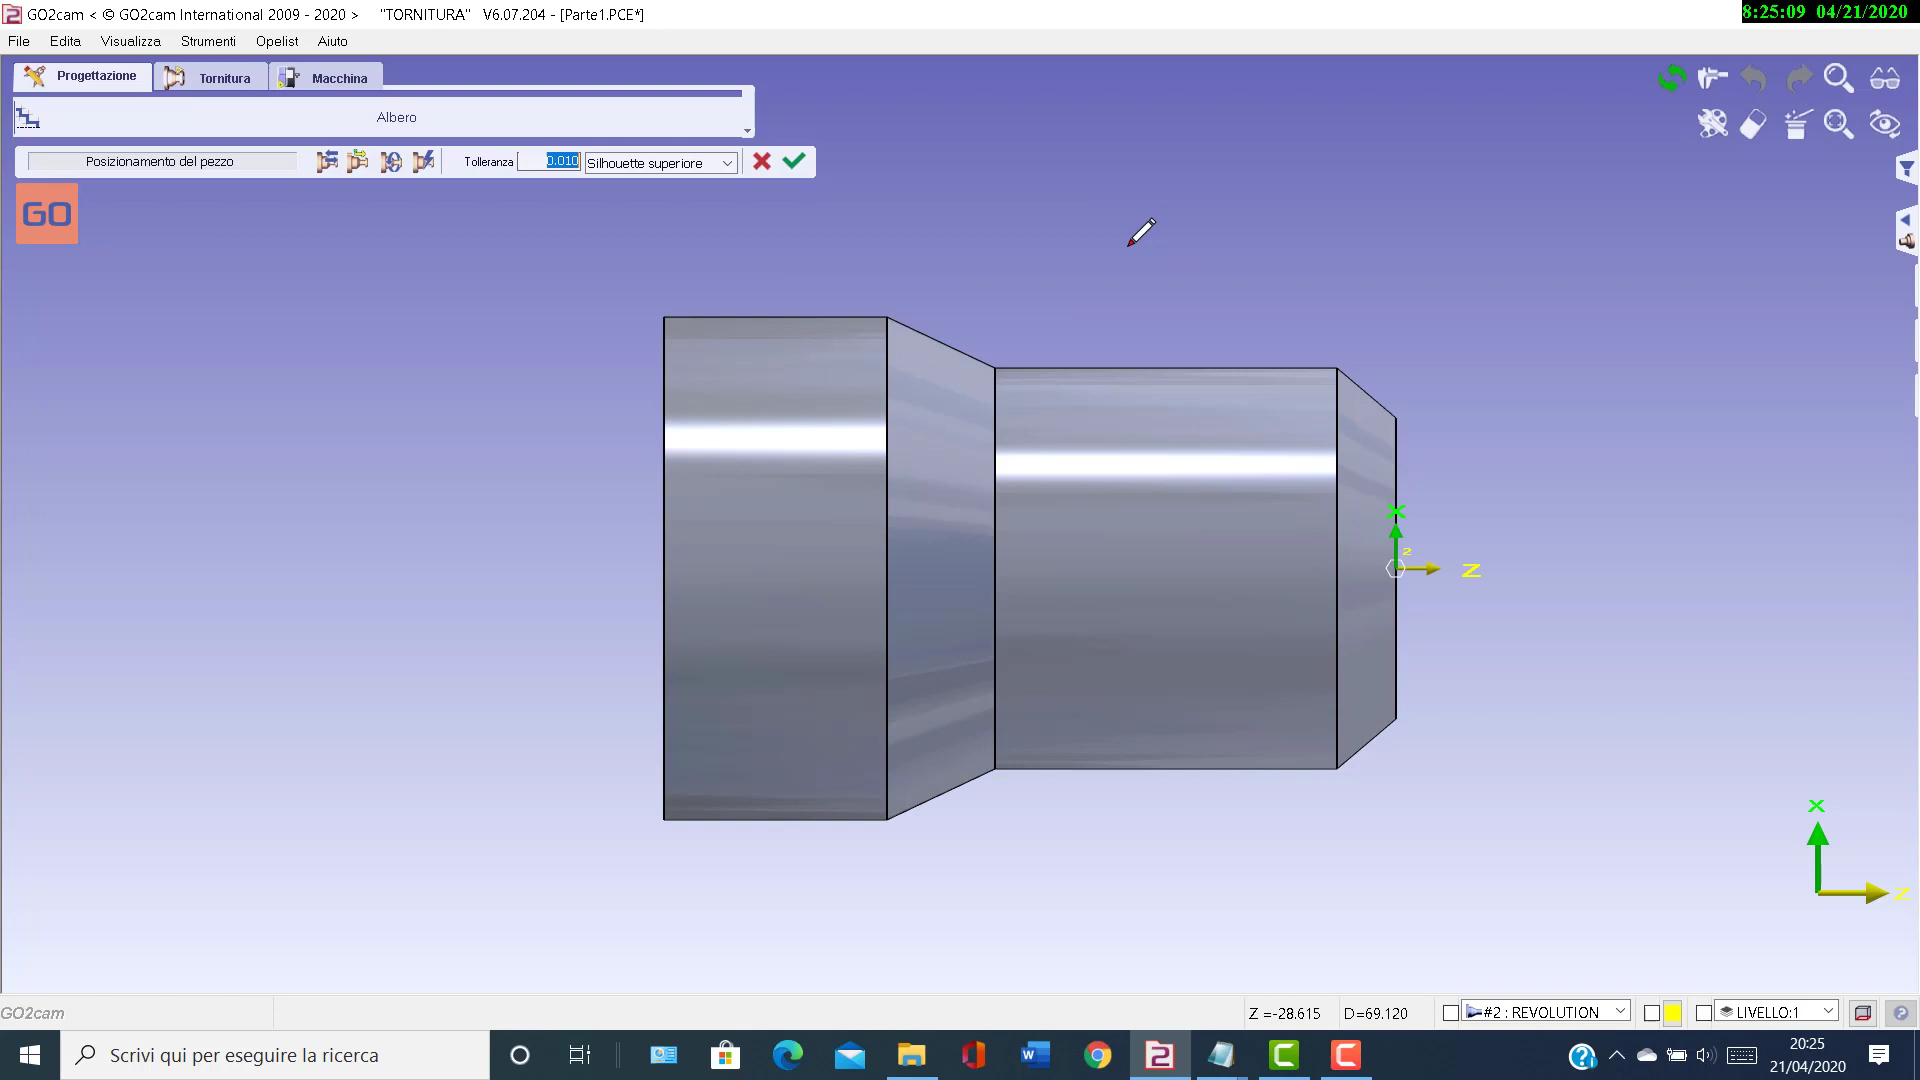 GO2cam < © GO2cam International 2009 - 2020 > "TORNITURA" V6.07.204 - [Parte1.PCE*]
8:25:09 04/21/2020
File Edita Visualizza Strumenti Opelist Aiuto
Progettazione Tornitura Macchina
Albero
Posizionamento del pezzo Tolleranza 0.010 Silhouette superiore
GO
X
2
Z
X
Z
GO2cam Z =-28.615 D=69.120 #2 : REVOLUTION LIVELLO:1
Scrivi qui per eseguire la ricerca
20:25
21/04/2020